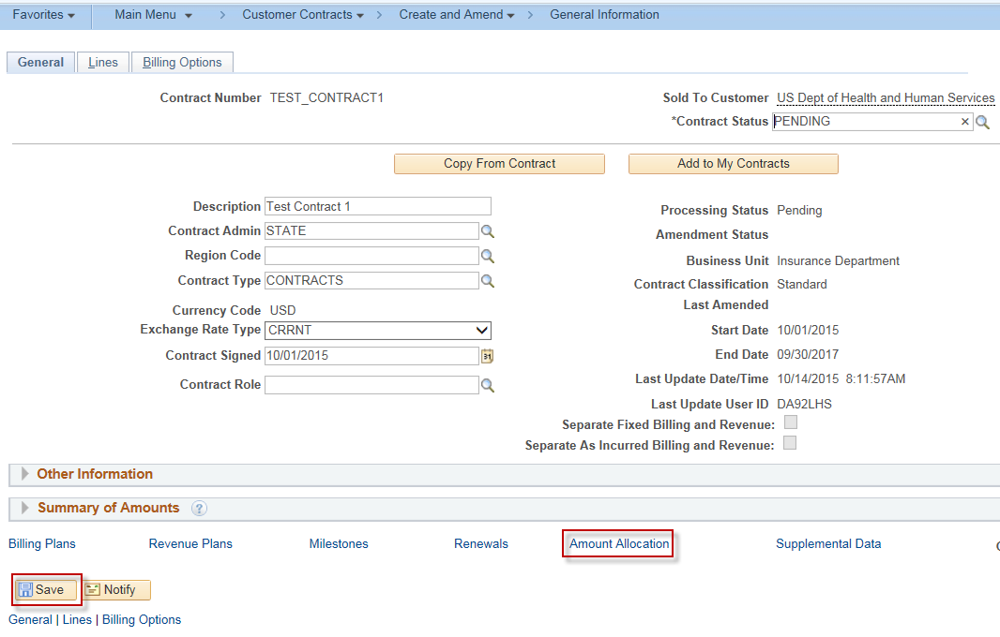 Favorites Main Menu > Customer Contracts > Create and Amend > General Information
General Lines Billing Options
Contract Number TEST_CONTRACT1 Sold To Customer US Dept of Health and Human Services
*Contract Status PENDING ×
Copy From Contract Add to My Contracts
Description Test Contract 1 Processing Status Pending
Contract Admin STATE Amendment Status
Region Code Business Unit Insurance Department
Contract Type CONTRACTS Contract Classification Standard
Last Amended
Currency Code USD
Exchange Rate Type CRRNT Start Date 10/01/2015
Contract Signed 10/01/2015 31 End Date 09/30/2017
Contract Role Last Update Date/Time 10/14/2015 8:11:57AM
Last Update User ID DA92LHS
Separate Fixed Billing and Revenue:
Separate As Incurred Billing and Revenue:
Other Information
Summary of Amounts ?
Billing Plans Revenue Plans Milestones Renewals Amount Allocation Supplemental Data
Save Notify
General | Lines | Billing Options